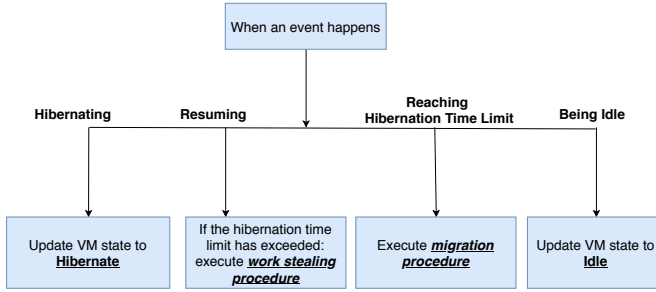 When an event happens
Hibernating
Resuming
Reaching
Hibernation Time Limit
Being Idle
Update VM state to
Hibernate
If the hibernation time
limit has exceeded:
execute work stealing
procedure
Execute migration
procedure
Update VM state to
Idle